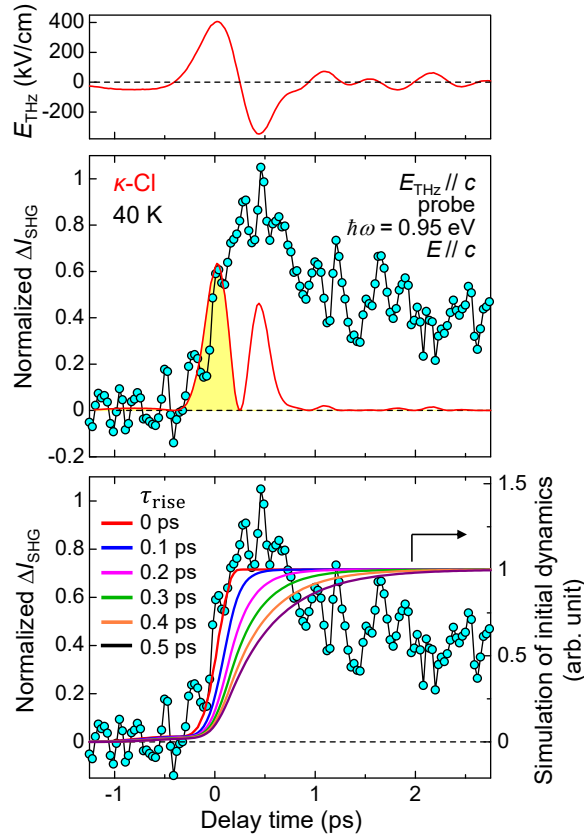 E_THz (kV/cm)
400
200
0
-200
κ-Cl
40 K
E_THz // c
probe
ħω = 0.95 eV
E // c
Normalized ΔI_SHG
1
0.8
0.6
0.4
0.2
0
-0.2
τ_rise
0 ps
0.1 ps
0.2 ps
0.3 ps
0.4 ps
0.5 ps
Normalized ΔI_SHG
1
0.8
0.6
0.4
0.2
0
1.5
1
0.5
0
Simulation of initial dynamics
(arb. unit)
-1 0 1 2
Delay time (ps)